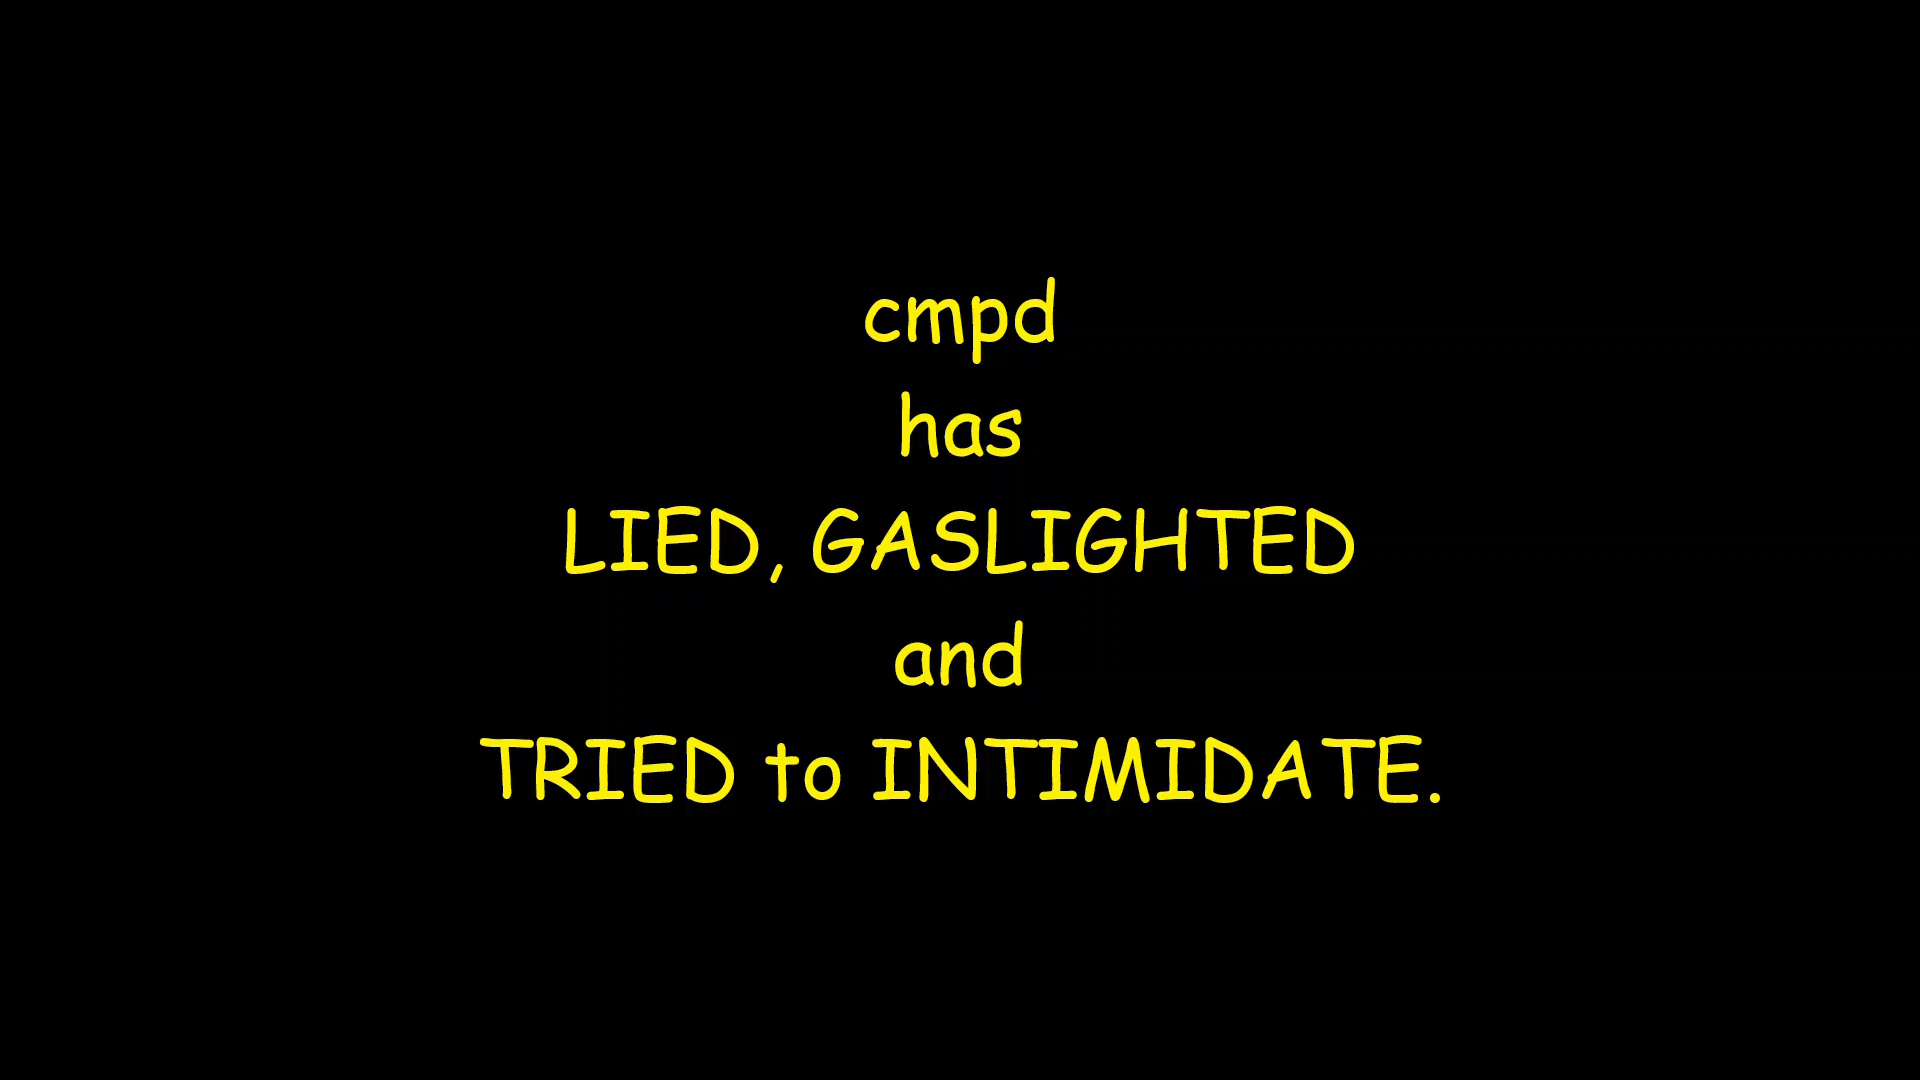 cmpd
has
LIED, GASLIGHTED
and
TRIED to INTIMIDATE.